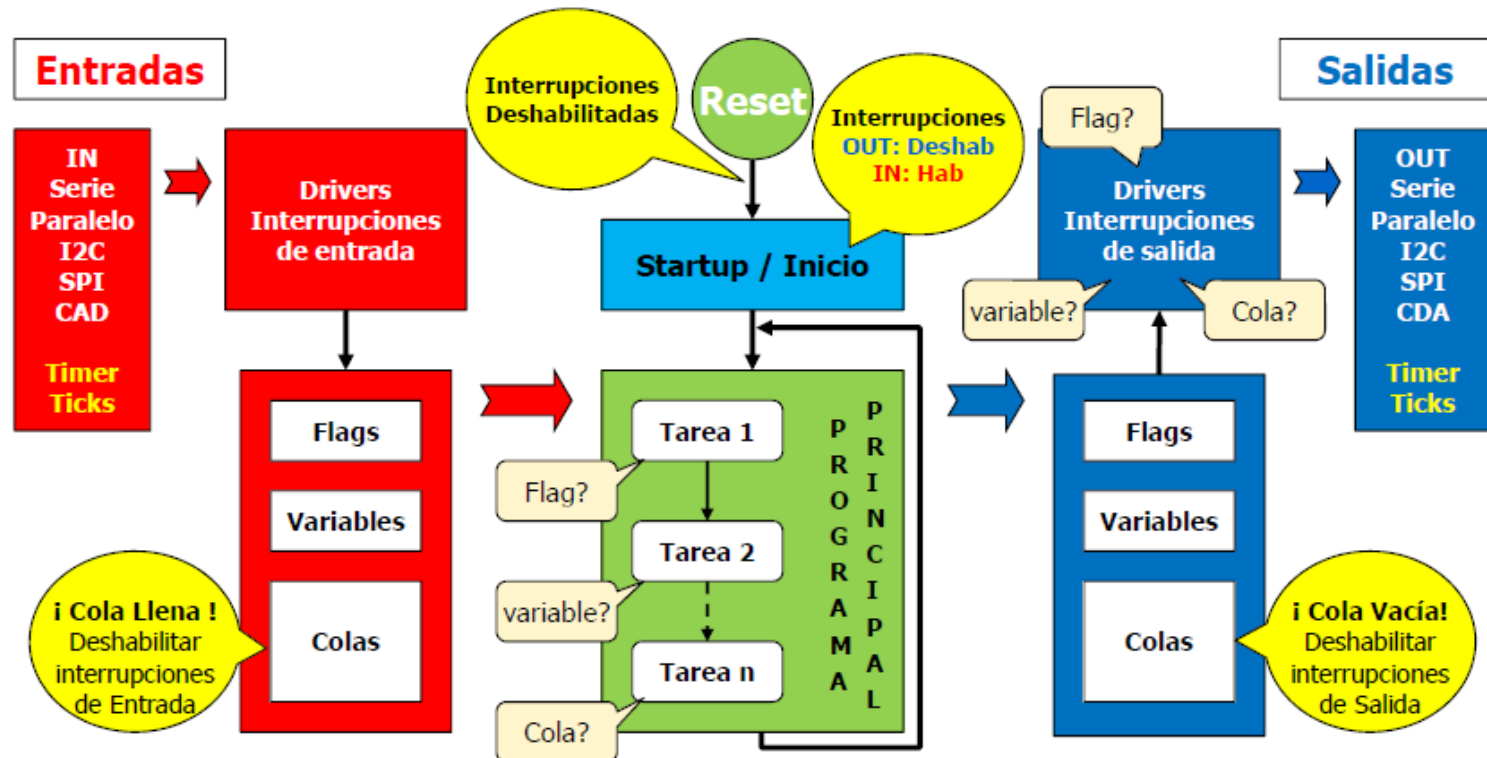 Entradas
IN
Serie
Paralelo
I2C
SPI
CAD
Timer
Ticks
Drivers
Interrupciones
de entrada
Flags
Variables
Colas
¡ Cola Llena !
Deshabilitar
interrupciones
de Entrada
Interrupciones
Deshabilitadas
Reset
Interrupciones
OUT: Deshab
IN: Hab
Startup / Inicio
Tarea 1
Flag?
Tarea 2
variable?
Tarea n
Cola?
PROGRAMA
PRINCIPAL
Flag?
Drivers
Interrupciones
de salida
variable?
Cola?
Flags
Variables
Colas
¡ Cola Vacía!
Deshabilitar
interrupciones
de Salida
Salidas
OUT
Serie
Paralelo
I2C
SPI
CDA
Timer
Ticks